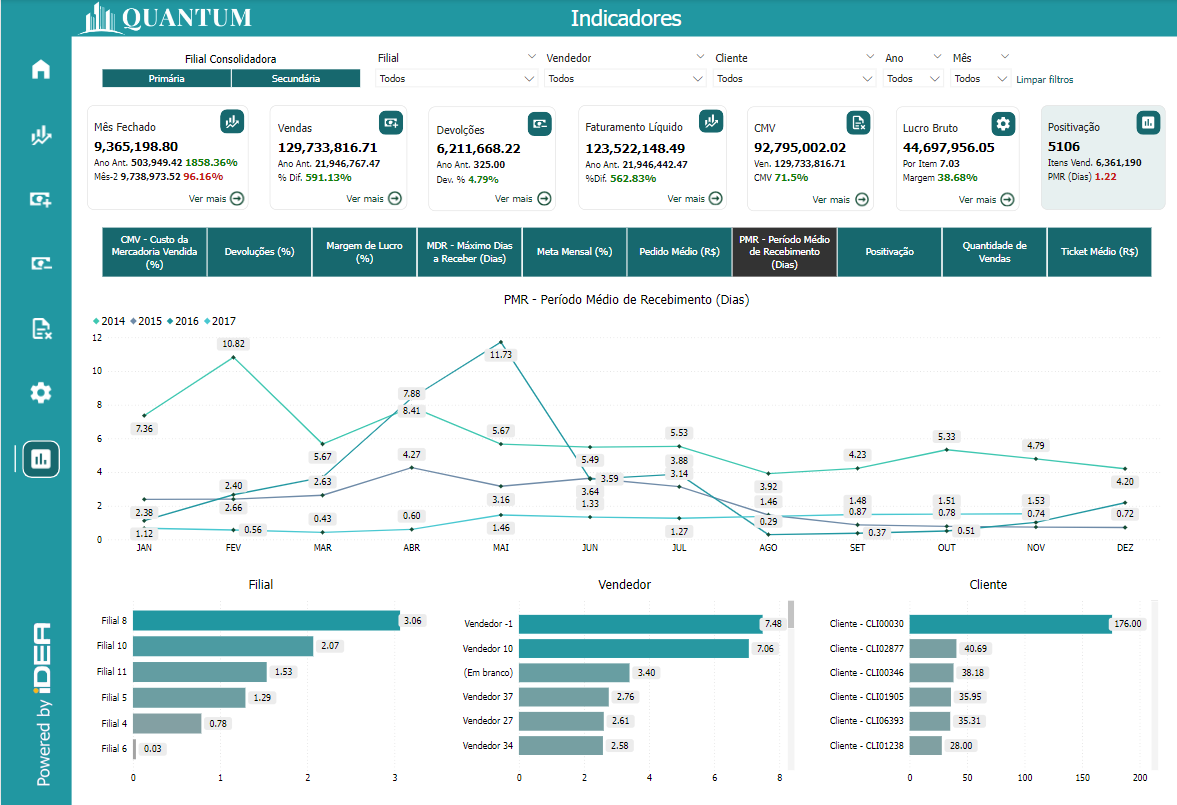 QUANTUM
Indicadores
Filial Consolidadora
Primária
Secundária
Filial
Todos
Vendedor
Todos
Cliente
Todos
Ano
Todos
Mês
Todos
Limpar filtros
Mês Fechado
9,365,198.80
Ano Ant. 503,949.42 1858.36%
Mês-2 9,738,973.52 96.16%
Ver mais
Vendas
129,733,816.71
Ano Ant. 21,946,767.47
% Dif. 591.13%
Ver mais
Devolções
6,211,668.22
Ano Ant. 325.00
Dev. % 4.79%
Ver mais
Faturamento Líquido
123,522,148.49
Ano Ant. 21,946,442.47
%Dif. 562.83%
Ver mais
CMV
92,795,002.02
Ven. 129,733,816.71
CMV 71.5%
Ver mais
Lucro Bruto
44,697,956.05
Por Item 7.03
Margem 38.68%
Ver mais
Positivação
5106
Itens Vend. 6,361,190
PMR (Dias) 1.22
CMV - Custo da
Mercadoria Vendida
(%)
Devoluções (%)
Margem de Lucro
(%)
MDR - Máximo Dias
a Receber (Dias)
Meta Mensal (%)
Pedido Médio (R$)
PMR - Período Médio
de Recebimento
(Dias)
Positivação
Quantidade de
Vendas
Ticket Médio (R$)
PMR - Período Médio de Recebimento (Dias)
2014 2015 2016 2017
12
10
8
6
4
2
0
7.36
2.38
1.12
10.82
2.40
2.66
0.56
5.67
2.63
0.43
7.88
8.41
4.27
0.60
11.73
5.67
3.16
1.46
5.49
3.59
3.64
1.33
5.53
3.88
3.14
1.27
3.92
1.46
0.29
4.23
1.48
0.87
0.37
5.33
1.51
0.78
0.51
4.79
1.53
0.74
4.20
0.72
JAN FEV MAR ABR MAI JUN JUL AGO SET OUT NOV DEZ
Filial
Filial 8 3.06
Filial 10 2.07
Filial 11 1.53
Filial 5 1.29
Filial 4 0.78
Filial 6 0.03
0 1 2 3
Vendedor
Vendedor -1 7.48
Vendedor 10 7.06
(Em branco) 3.40
Vendedor 37 2.76
Vendedor 27 2.61
Vendedor 34 2.58
0 2 4 6 8
Cliente
Cliente - CLI00030 176.00
Cliente - CLI02877 40.69
Cliente - CLI00346 38.18
Cliente - CLI01905 35.95
Cliente - CLI06393 35.31
Cliente - CLI01238 28.00
0 50 100 150 200
Powered by iDEA